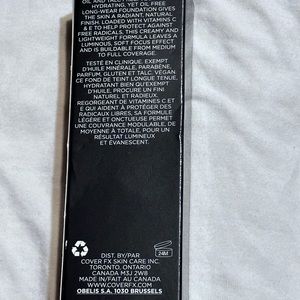 HYDRATING, YET OIL FREE
LONG-WEAR FOUNDATION GIVES
THE SKIN A RADIANT, NATURAL
FINISH. LOADED WITH VITAMINS C
& E TO HELP PROTECT AGAINST
FREE RADICALS. THIS CREAMY AND
LIGHTWEIGHT FORMULA LEAVES A
LUMINOUS, SOFT FOCUS EFFECT
AND IS BUILDABLE FROM MEDIUM
TO FULL COVERAGE.
TESTÉ EN CLINIQUE. EXEMPT
D'HUILE MINÉRALE, PARABÈNE,
PARFUM, GLUTEN ET TALC. VÉGAN
CE FOND DE TEINT LONGUE TENUE,
HYDRATANT ET EXEMPT
D'HUILE, PROCURE UN FINI
NATUREL ET RADIEUX.
REGORGEANT DE VITAMINES C ET
E QUI AIDENT À PROTÉGER DES
RADICAUX LIBRES, SA FORMULE
LÉGÈRE ET ONCTUEUSE PERMET
UNE COUVRANCE MODULABLE, DE
MOYENNE À TOTALE, POUR UN
RÉSULTAT LUMINEUX
ET ÉVANESCENT.
24M
DIST. BY/PAR
COVER FX SKIN CARE INC.
TORONTO, ONTARIO
CANADA M3J 2W8
MADE IN/FAIT AU CANADA
WWW.COVERFX.COM
OBELIS S.A. 1030 BRUSSELS